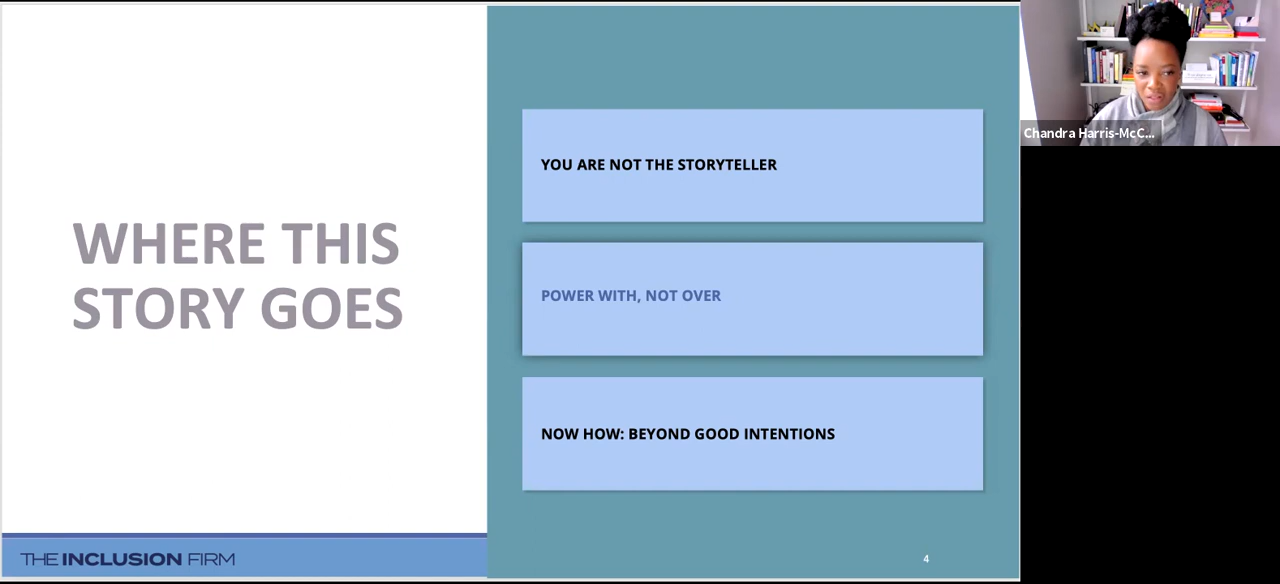 WHERE THIS
STORY GOES
YOU ARE NOT THE STORYTELLER
POWER WITH, NOT OVER
NOW HOW: BEYOND GOOD INTENTIONS
THE INCLUSION FIRM
4
Chandra Harris-McC...